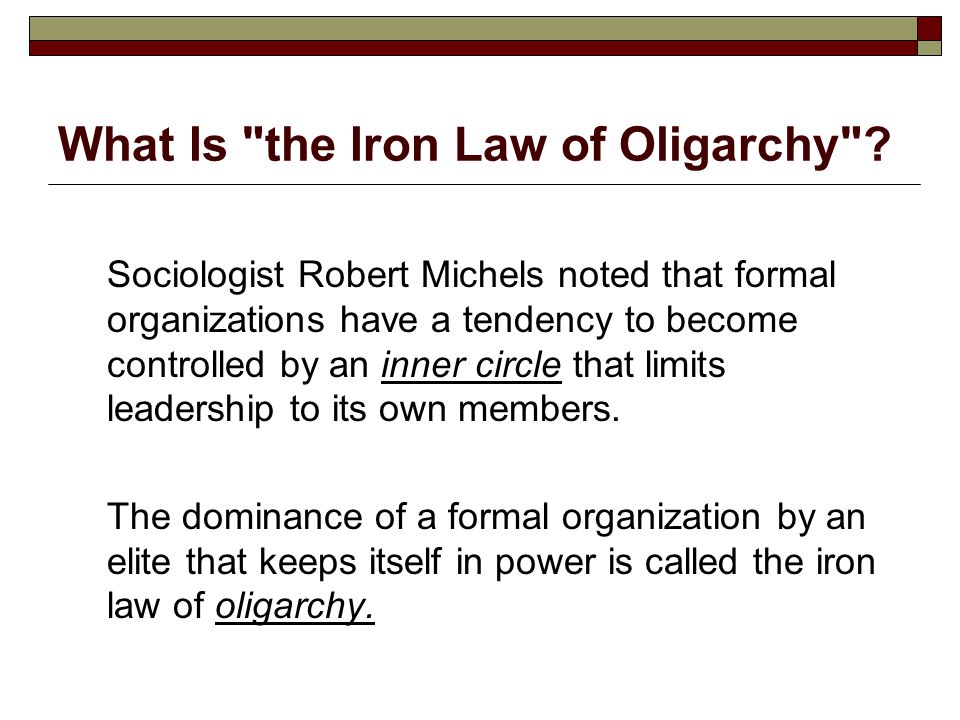 What Is "the Iron Law of Oligarchy"?
Sociologist Robert Michels noted that formal
organizations have a tendency to become
controlled by an inner circle that limits
leadership to its own members.
The dominance of a formal organization by an
elite that keeps itself in power is called the iron
law of oligarchy.